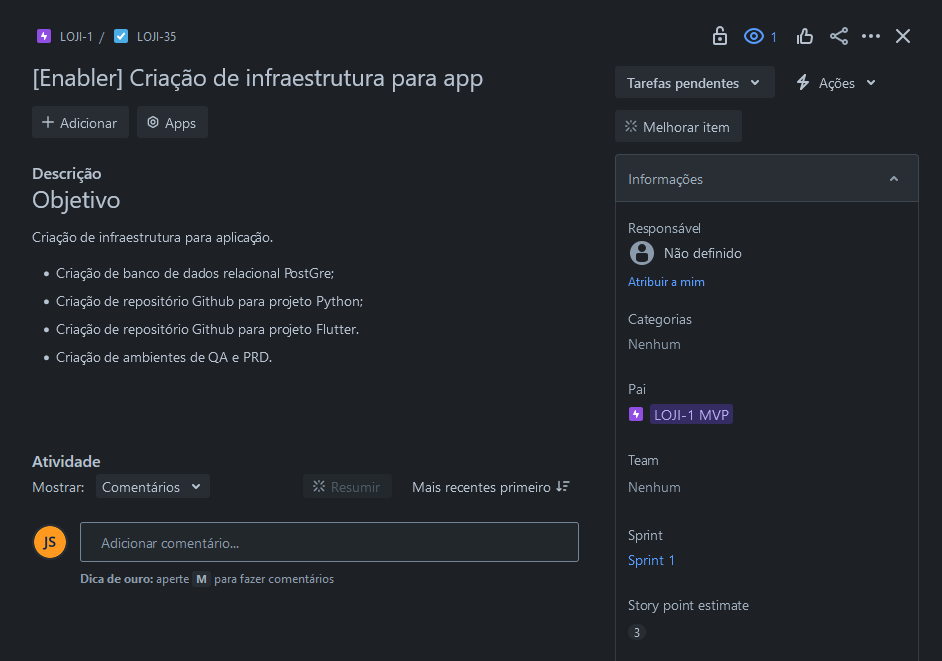 LOJI-1 / LOJI-35
1
[Enabler] Criação de infraestrutura para app
Adicionar
Apps
Descrição
Objetivo
Criação de infraestrutura para aplicação.
• Criação de banco de dados relacional PostGre;
• Criação de repositório Github para projeto Python;
• Criação de repositório Github para projeto Flutter.
• Criação de ambientes de QA e PRD.
Atividade
Mostrar: Comentários
Resumir
Mais recentes primeiro
JS
Adicionar comentário...
Dica de ouro: aperte M para fazer comentários
Tarefas pendentes
Ações
Melhorar item
Informações
Responsável
Não definido
Atribuir a mim
Categorias
Nenhum
Pai
LOJI-1 MVP
Team
Nenhum
Sprint
Sprint 1
Story point estimate
3